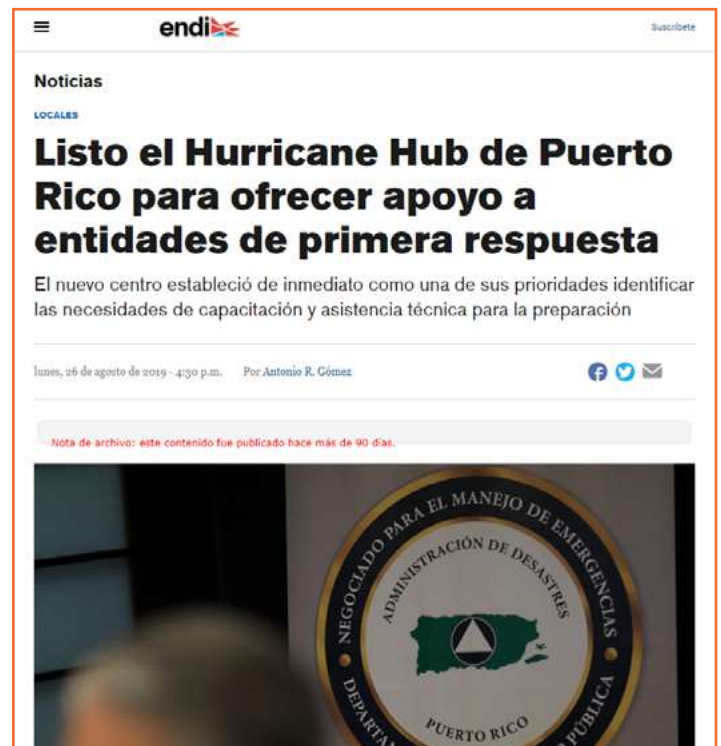 endi
Suscríbete
Noticias
LOCALES
Listo el Hurricane Hub de Puerto
Rico para ofrecer apoyo a
entidades de primera respuesta
El nuevo centro estableció de inmediato como una de sus prioridades identificar
las necesidades de capacitación y asistencia técnica para la preparación
lunes, 26 de agosto de 2019 - 4:30 p.m. Por Antonio R. Gómez
Nota de archivo: este contenido fue publicado hace más de 90 días.
NEGOCIADO PARA EL MANEJO DE EMERGENCIAS
ADMINISTRACIÓN DE DESASTRES
PUERTO RICO
PÚBLICA